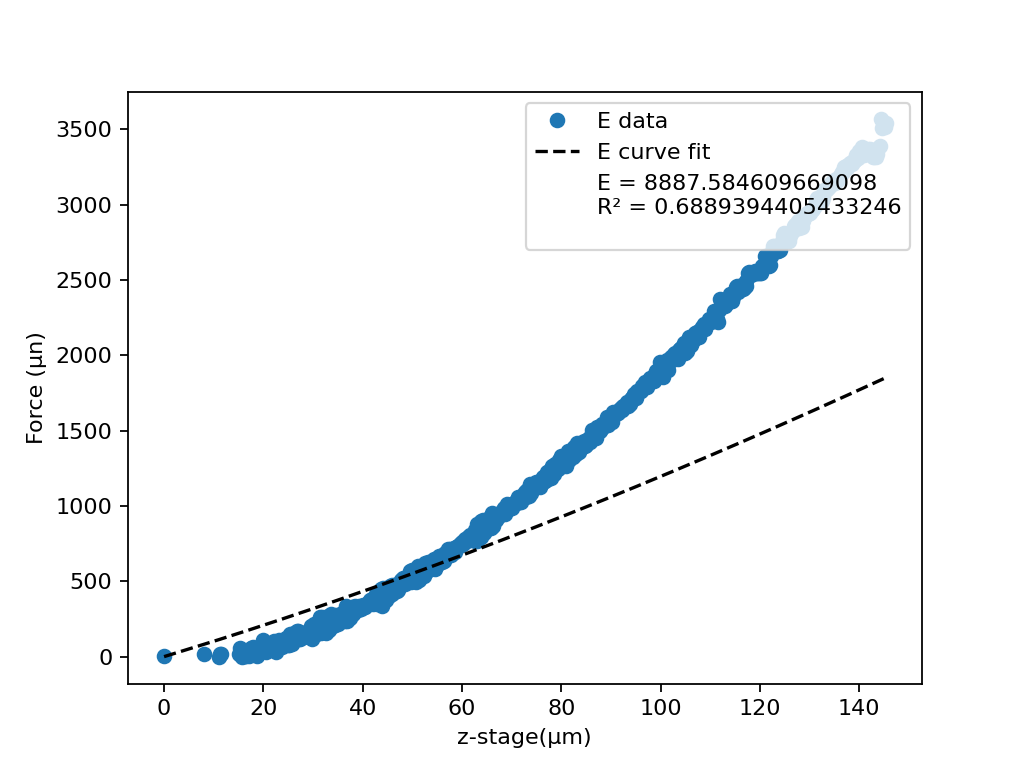 E data
E curve fit
E = 8887.584609669098
R² = 0.6889394405433246
3500
3000
2500
2000
1500
1000
500
0
Force (μn)
0 20 40 60 80 100 120 140
z-stage(μm)